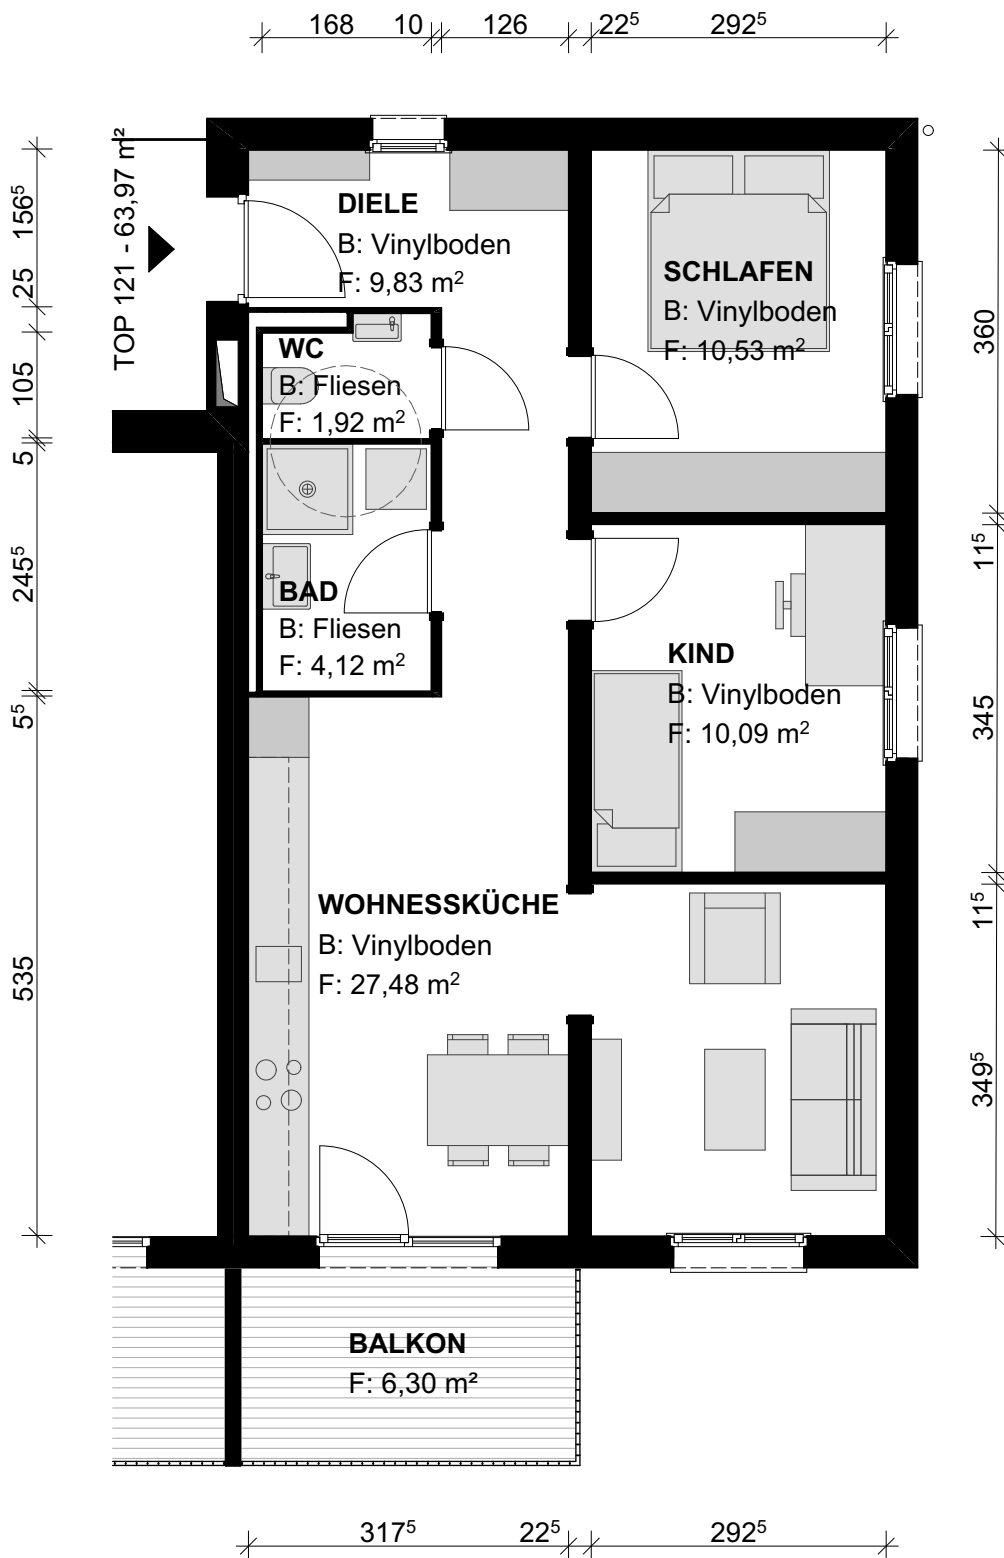 168 10 126 22⁵ 292⁵
TOP 121 - 63,97 m²
156⁵
125
105
5
245⁵
5⁵
535
DIELE
B: Vinylboden
F: 9,83 m²
SCHLAFEN
B: Vinylboden
F: 10,53 m²
WC
B: Fliesen
F: 1,92 m²
BAD
B: Fliesen
F: 4,12 m²
KIND
B: Vinylboden
F: 10,09 m²
WOHNESSKÜCHE
B: Vinylboden
F: 27,48 m²
BALKON
F: 6,30 m²
360
11⁵
345
11⁵
349⁵
317⁵ 22⁵ 292⁵